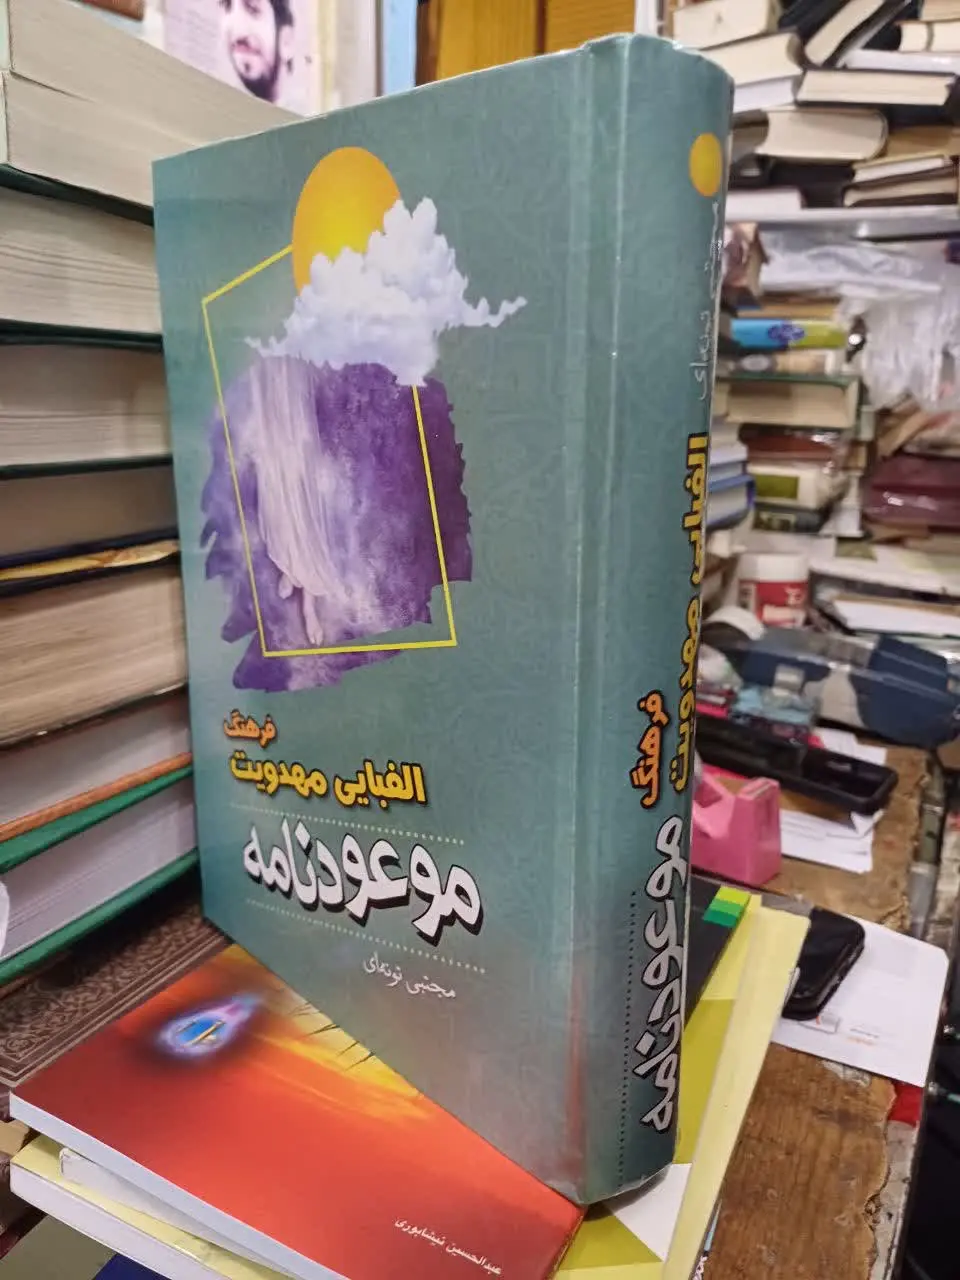 فرهنگ
الفبایی مهدویت
موعودنامه
مجتبی تونه‌ای
مجتبی تونه‌ای
فرهنگ
الفبایی مهدویت
موعودنامه
عبدالحسین نیشابوری